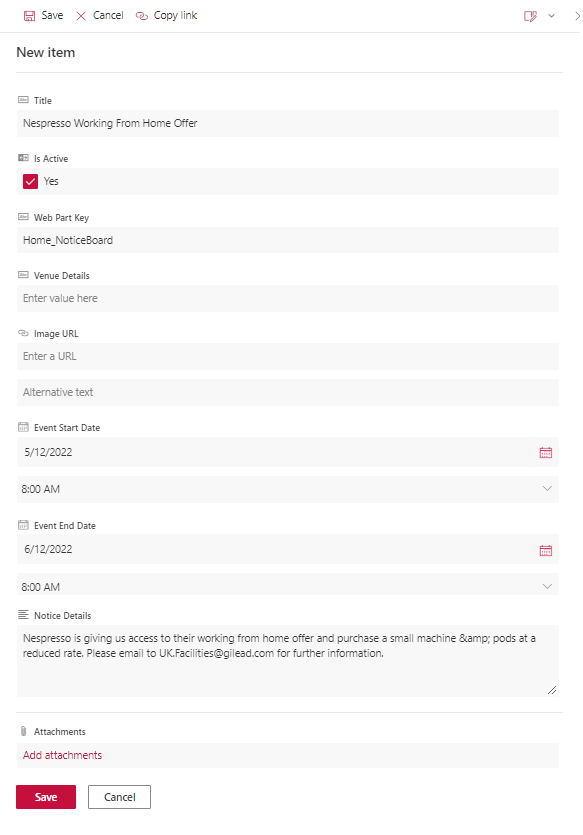 Save Cancel Copy link
New item
Title
Nespresso Working From Home Offer
Is Active
Yes
Web Part Key
Home_NoticeBoard
Venue Details
Enter value here
Image URL
Enter a URL
Alternative text
Event Start Date
5/12/2022
8:00 AM
Event End Date
6/12/2022
8:00 AM
Notice Details
Nespresso is giving us access to their working from home offer and purchase a small machine &amp; pods at a
reduced rate. Please email to UK.Facilities@gilead.com for further information.
Attachments
Add attachments
Save Cancel